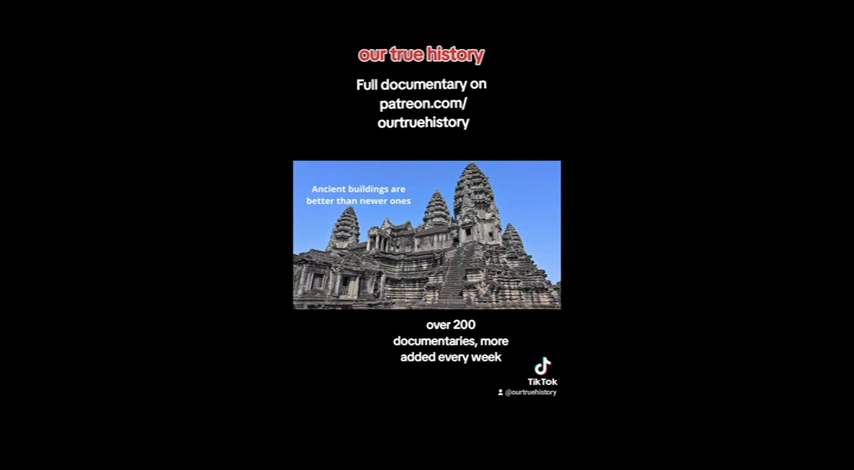 our true history
Full documentary on
patreon.com/
ourtruehistory
Ancient buildings are
better than newer ones
over 200
documentaries, more
added every week
TikTok
@ourtruehistory